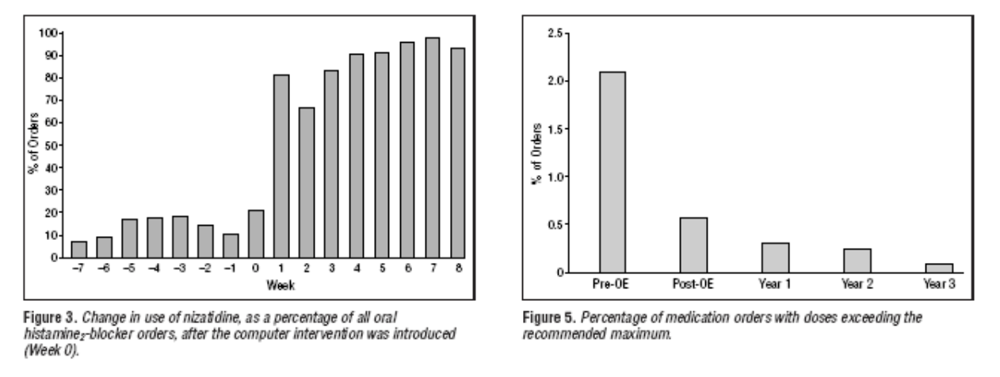 100
90
80
70
60
50
40
30
20
10
0
% of Orders
–7 –6 –5 –4 –3 –2 –1 0 1 2 3 4 5 6 7 8
Week
Figure 3. Change in use of nizatidine, as a percentage of all oral
histamine₂-blocker orders, after the computer intervention was introduced
(Week 0).
2.5
2.0
1.5
1.0
0.5
0
% of Orders
Pre-OE Post-OE Year 1 Year 2 Year 3
Figure 5. Percentage of medication orders with doses exceeding the
recommended maximum.